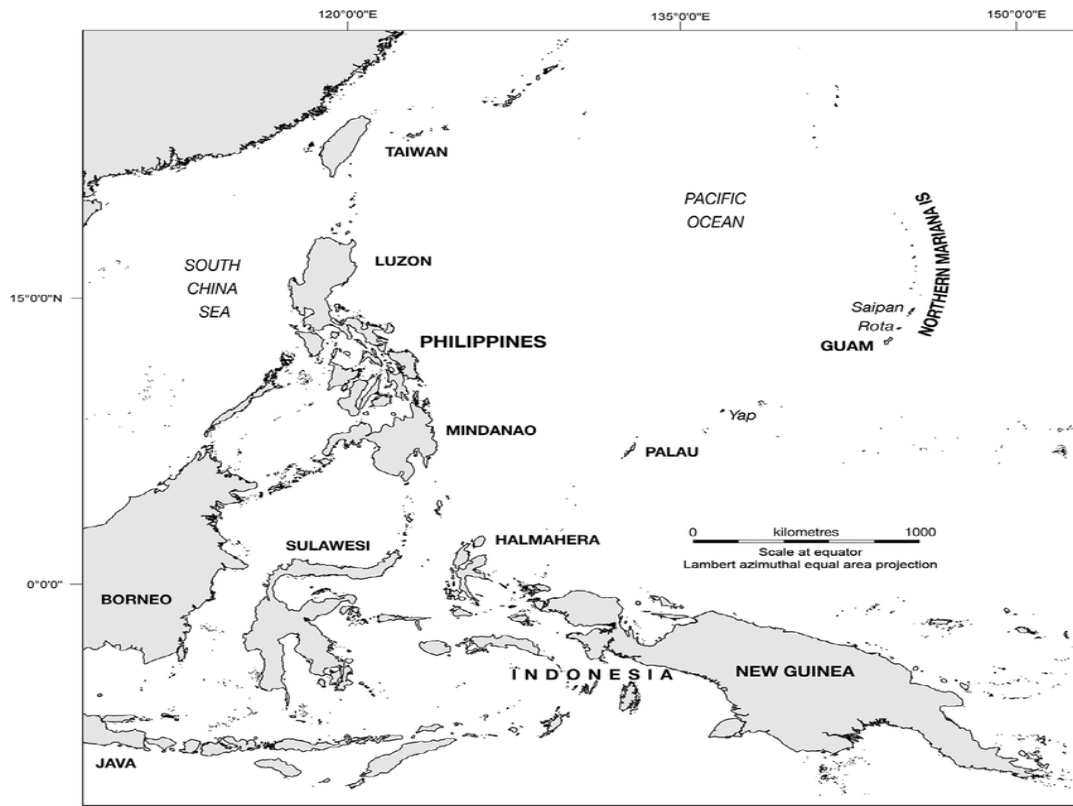 120°0'0"E
135°0'0"E
150°0'0"E
TAIWAN
PACIFIC
OCEAN
NORTHERN MARIANA IS
SOUTH
CHINA
SEA
LUZON
15°0'0"N
Saipan
Rota
GUAM
PHILIPPINES
Yap
MINDANAO
PALAU
0 kilometres 1000
Scale at equator
Lambert azimuthal equal area projection
SULAWESI
HALMAHERA
0°0'0"
BORNEO
INDONESIA
NEW GUINEA
JAVA